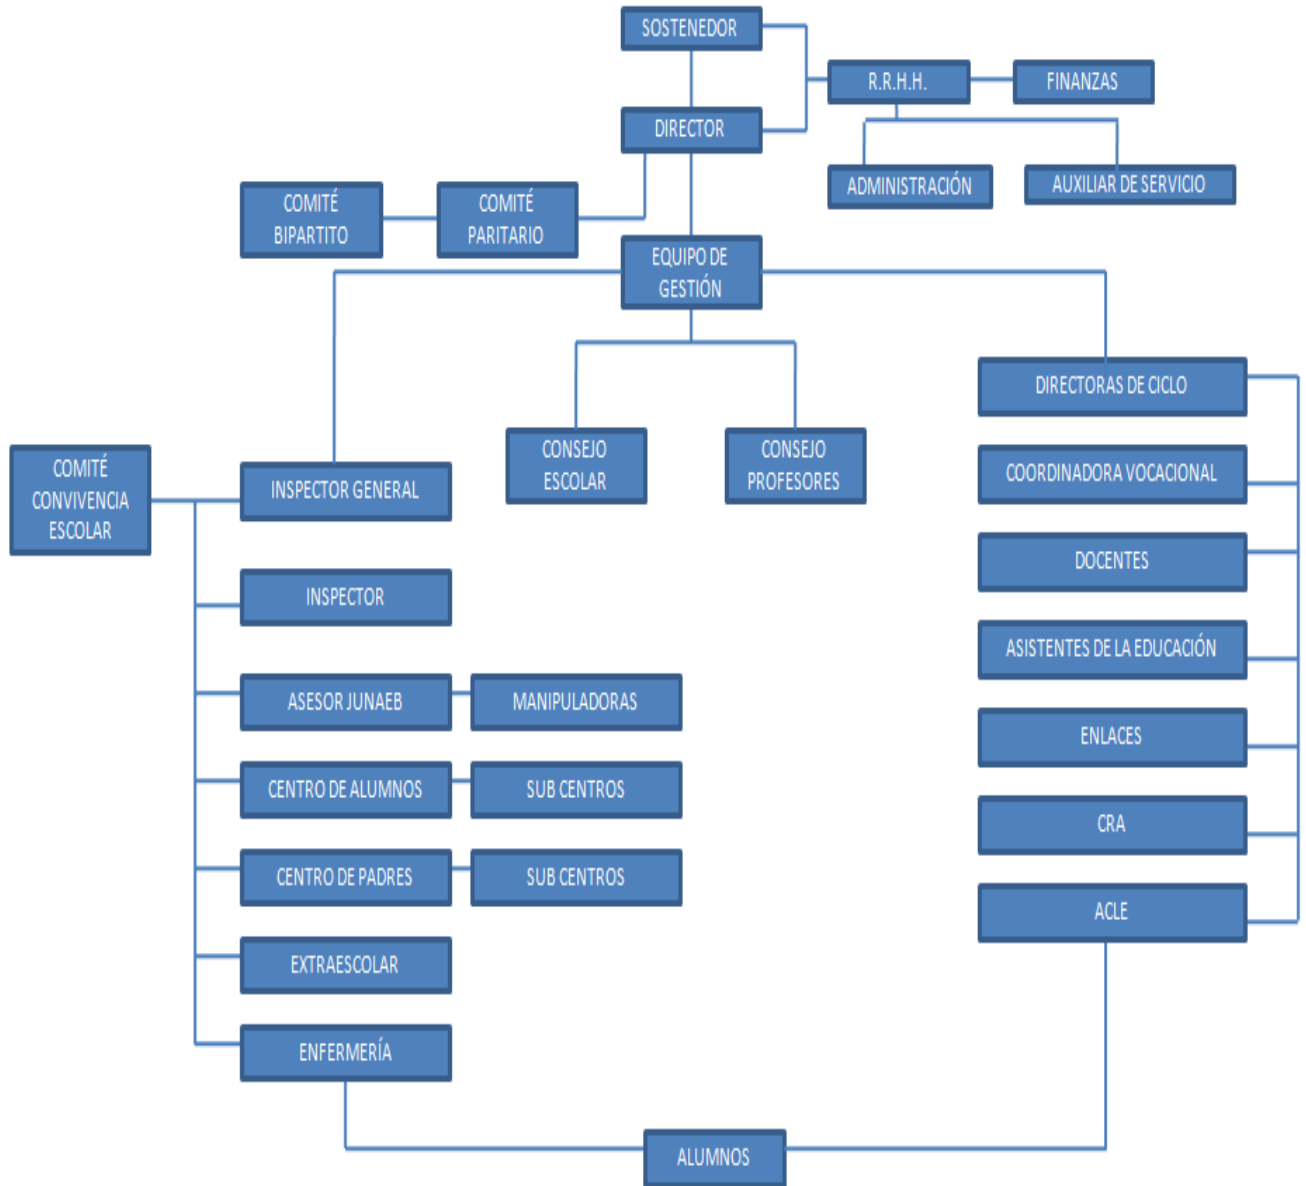 SOSTENEDOR
R.R.H.H.
FINANZAS
DIRECTOR
ADMINISTRACIÓN
AUXILIAR DE SERVICIO
COMITÉ
BIPARTITO
COMITÉ
PARITARIO
EQUIPO DE
GESTIÓN
DIRECTORAS DE CICLO
CONSEJO
ESCOLAR
CONSEJO
PROFESORES
COMITÉ
CONVIVENCIA
ESCOLAR
INSPECTOR GENERAL
COORDINADORA VOCACIONAL
INSPECTOR
DOCENTES
ASISTENTES DE LA EDUCACIÓN
ASESOR JUNAEB
MANIPULADORAS
ENLACES
CENTRO DE ALUMNOS
SUB CENTROS
CRA
CENTRO DE PADRES
SUB CENTROS
ACLE
EXTRAESCOLAR
ENFERMERÍA
ALUMNOS